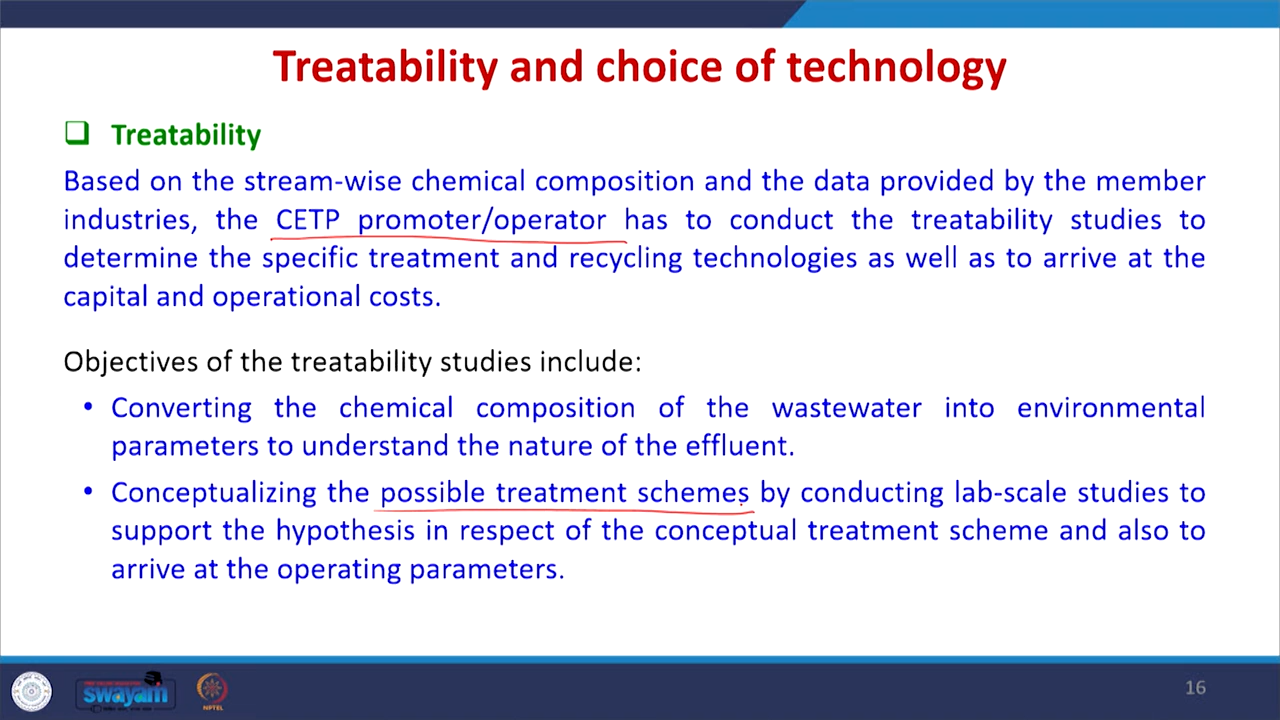 Treatability and choice of technology
Treatability
Based on the stream-wise chemical composition and the data provided by the member
industries, the CETP promoter/operator has to conduct the treatability studies to
determine the specific treatment and recycling technologies as well as to arrive at the
capital and operational costs.
Objectives of the treatability studies include:
• Converting the chemical composition of the wastewater into environmental
parameters to understand the nature of the effluent.
• Conceptualizing the possible treatment schemes by conducting lab-scale studies to
support the hypothesis in respect of the conceptual treatment scheme and also to
arrive at the operating parameters.
swayam
NPTEL
16